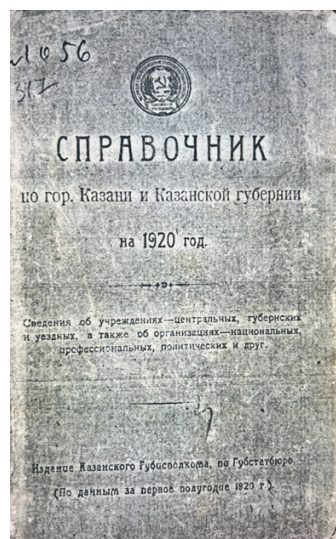 1056
317
СПРАВОЧНИК
по гор. Казани и Казанской губернии
на 1920 год.
Сведения об учреждениях—центральных, губернских
и уездных, а также об организациях—национальных,
профессиональных, политических и друг.
Издание Казанского Губисполкома, по Губстатбюро
(По данным за первое полугодие 1920 г.)